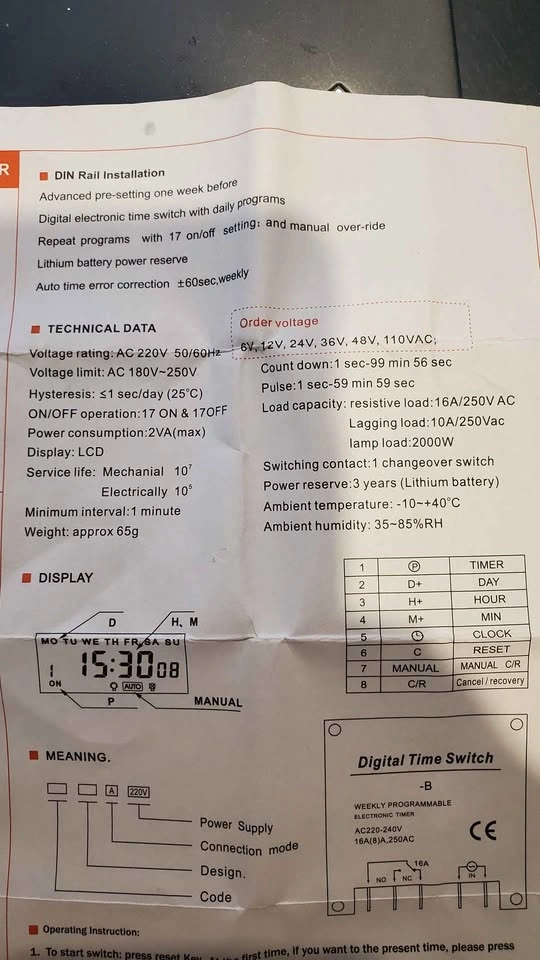 R
DIN Rail Installation
Advanced pre-setting one week before
Digital electronic time switch with daily programs
Repeat programs with 17 on/off setting: and manual over-ride
Lithium battery power reserve
Auto time error correction ±60sec,weekly
TECHNICAL DATA
Voltage rating: AC 220V 50/60Hz
Voltage limit: AC 180V~250V
Hysteresis: ≤1 sec/day (25°C)
ON/OFF operation:17 ON & 17OFF
Power consumption:2VA(max)
Display: LCD
Service life: Mechanial 10⁷
Electrically 10⁵
Minimum interval:1 minute
Weight: approx 65g
Order voltage
6V, 12V, 24V, 36V, 48V, 110VAC;
Count down:1 sec-99 min 56 sec
Pulse:1 sec-59 min 59 sec
Load capacity: resistive load:16A/250V AC
Lagging load:10A/250Vac
lamp load:2000W
Switching contact:1 changeover switch
Power reserve:3 years (Lithium battery)
Ambient temperature: -10~+40°C
Ambient humidity: 35~85%RH
DISPLAY
D H, M
MO TU WE TH FR SA SU
1 15:30 08
ON AUTO
P MANUAL
1 P TIMER
2 D+ DAY
3 H+ HOUR
4 M+ MIN
5 CLOCK
6 C RESET
7 MANUAL MANUAL C/R
8 C/R Cancel/recovery
MEANING.
A 220V
Power Supply
Connection mode
Design.
Code
Digital Time Switch
-B
WEEKLY PROGRAMMABLE
ELECTRONIC TIMER
AC220-240V
16A(8)A,250AC
CE
16A
NO NC IN
Operating Instruction:
1. To start switch: press reset Key. At the first time, if you want to the present time, please press